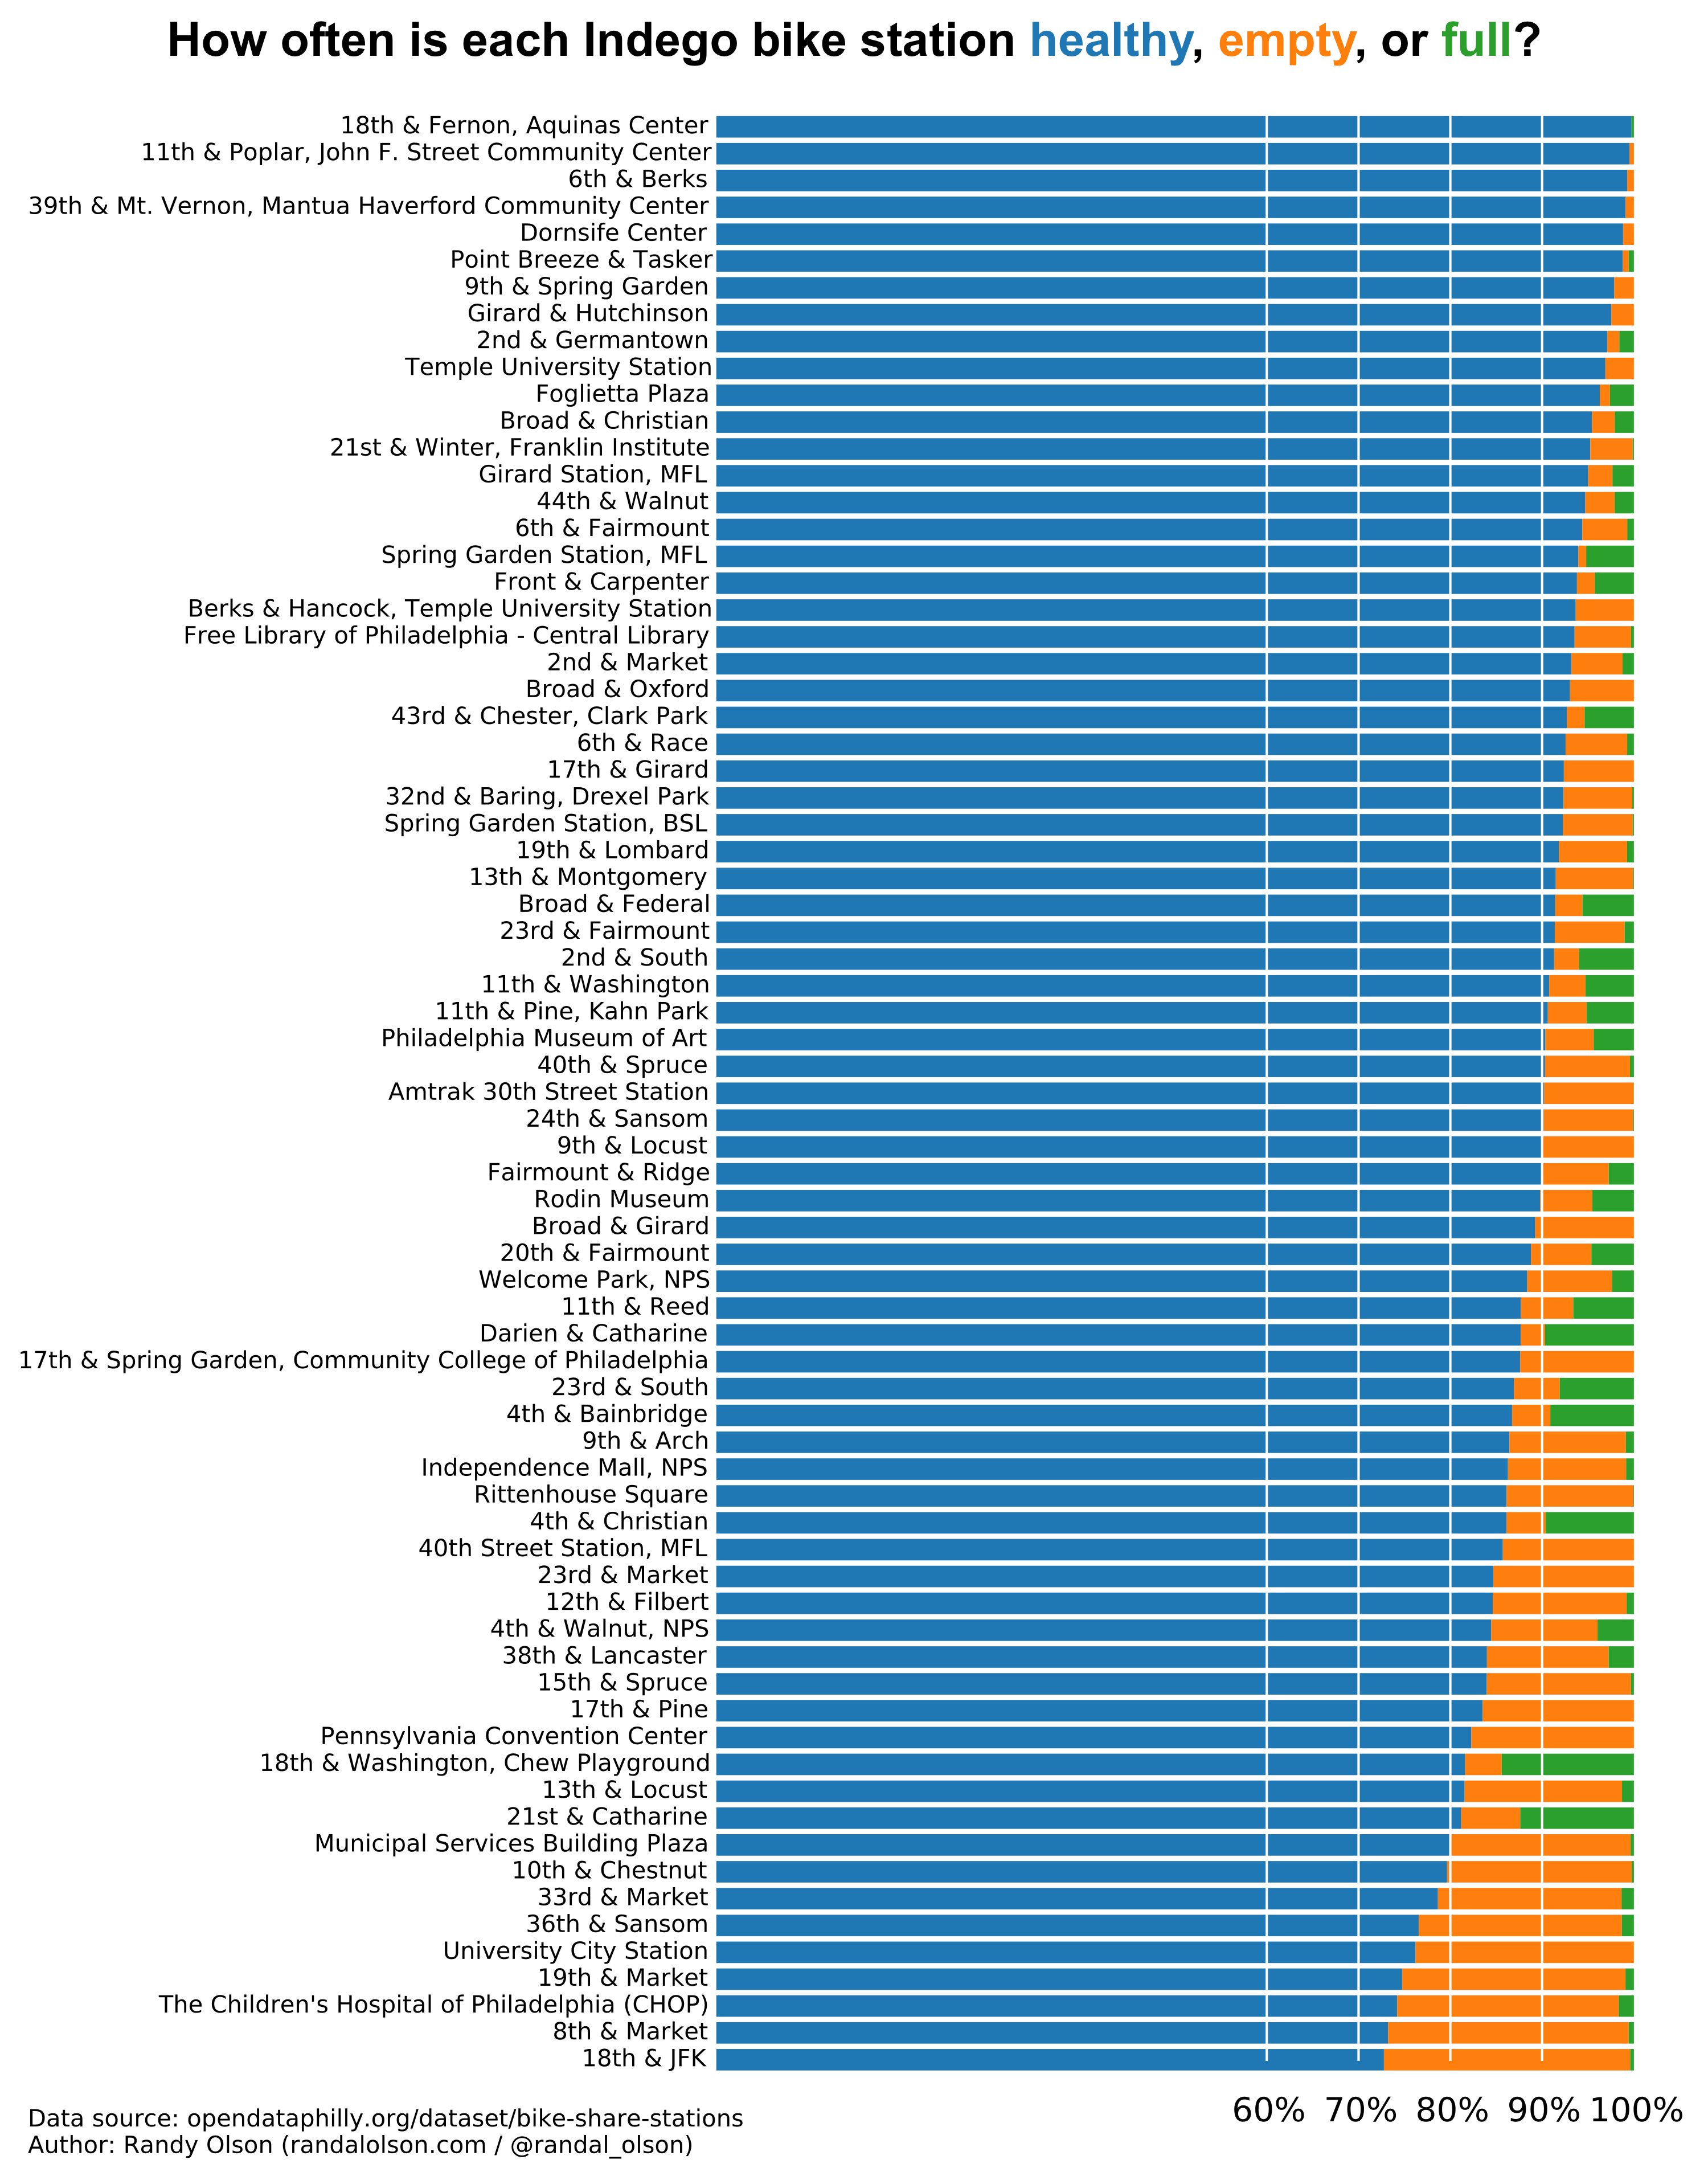 How often is each Indego bike station healthy, empty, or full?
18th & Fernon, Aquinas Center
11th & Poplar, John F. Street Community Center
6th & Berks
39th & Mt. Vernon, Mantua Haverford Community Center
Dornsife Center
Point Breeze & Tasker
9th & Spring Garden
Girard & Hutchinson
2nd & Germantown
Temple University Station
Foglietta Plaza
Broad & Christian
21st & Winter, Franklin Institute
Girard Station, MFL
44th & Walnut
6th & Fairmount
Spring Garden Station, MFL
Front & Carpenter
Berks & Hancock, Temple University Station
Free Library of Philadelphia - Central Library
2nd & Market
Broad & Oxford
43rd & Chester, Clark Park
6th & Race
17th & Girard
32nd & Baring, Drexel Park
Spring Garden Station, BSL
19th & Lombard
13th & Montgomery
Broad & Federal
23rd & Fairmount
2nd & South
11th & Washington
11th & Pine, Kahn Park
Philadelphia Museum of Art
40th & Spruce
Amtrak 30th Street Station
24th & Sansom
9th & Locust
Fairmount & Ridge
Rodin Museum
Broad & Girard
20th & Fairmount
Welcome Park, NPS
11th & Reed
Darien & Catharine
17th & Spring Garden, Community College of Philadelphia
23rd & South
4th & Bainbridge
9th & Arch
Independence Mall, NPS
Rittenhouse Square
4th & Christian
40th Street Station, MFL
23rd & Market
12th & Filbert
4th & Walnut, NPS
38th & Lancaster
15th & Spruce
17th & Pine
Pennsylvania Convention Center
18th & Washington, Chew Playground
13th & Locust
21st & Catharine
Municipal Services Building Plaza
10th & Chestnut
33rd & Market
36th & Sansom
University City Station
19th & Market
The Children's Hospital of Philadelphia (CHOP)
8th & Market
18th & JFK
60% 70% 80% 90% 100%
Data source: opendataphilly.org/dataset/bike-share-stations
Author: Randy Olson (randalolson.com / @randal_olson)